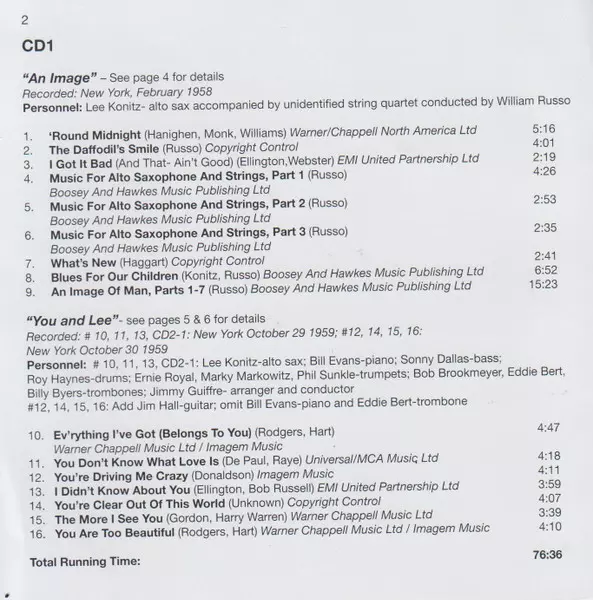 2
CD1
"An Image" – See page 4 for details
Recorded: New York, February 1958
Personnel: Lee Konitz- alto sax accompanied by unidentified string quartet conducted by William Russo
1. 'Round Midnight (Hanighen, Monk, Williams) Warner/Chappell North America Ltd 5:16
2. The Daffodil's Smile (Russo) Copyright Control 4:01
3. I Got It Bad (And That- Ain't Good) (Ellington,Webster) EMI United Partnership Ltd 2:19
4. Music For Alto Saxophone And Strings, Part 1 (Russo) 4:26
Boosey And Hawkes Music Publishing Ltd
5. Music For Alto Saxophone And Strings, Part 2 (Russo) 2:53
Boosey And Hawkes Music Publishing Ltd
6. Music For Alto Saxophone And Strings, Part 3 (Russo) 2:35
Boosey And Hawkes Music Publishing Ltd
7. What's New (Haggart) Copyright Control 2:41
8. Blues For Our Children (Konitz, Russo) Boosey And Hawkes Music Publishing Ltd 6:52
9. An Image Of Man, Parts 1-7 (Russo) Boosey And Hawkes Music Publishing Ltd 15:23
"You and Lee"- see pages 5 & 6 for details
Recorded: # 10, 11, 13, CD2-1: New York October 29 1959; #12, 14, 15, 16:
New York October 30 1959
Personnel: # 10, 11, 13, CD2-1: Lee Konitz-alto sax; Bill Evans-piano; Sonny Dallas-bass;
Roy Haynes-drums; Ernie Royal, Marky Markowitz, Phil Sunkle-trumpets; Bob Brookmeyer, Eddie Bert,
Billy Byers-trombones; Jimmy Guiffre- arranger and conductor
#12, 14, 15, 16: Add Jim Hall-guitar; omit Bill Evans-piano and Eddie Bert-trombone
10. Ev'rything I've Got (Belongs To You) (Rodgers, Hart) 4:47
Warner Chappell Music Ltd / Imagem Music
11. You Don't Know What Love Is (De Paul, Raye) Universal/MCA Music Ltd 4:18
12. You're Driving Me Crazy (Donaldson) Imagem Music 4:11
13. I Didn't Know About You (Ellington, Bob Russell) EMI United Partnership Ltd 3:59
14. You're Clear Out Of This World (Unknown) Copyright Control 4:07
15. The More I See You (Gordon, Harry Warren) Warner Chappell Music Ltd 3:39
16. You Are Too Beautiful (Rodgers, Hart) Warner Chappell Music Ltd / Imagem Music 4:10
Total Running Time: 76:36